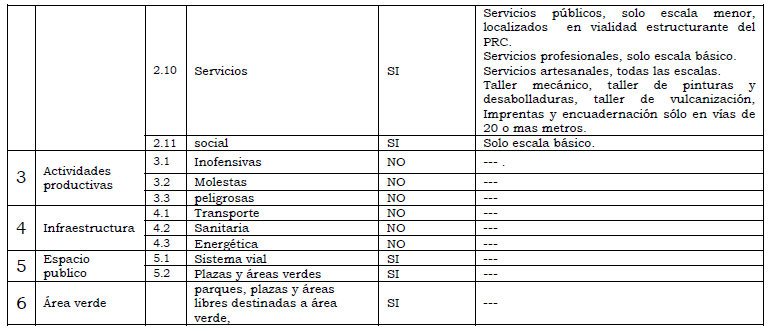 Servicios públicos, solo escala menor,
localizados en vialidad estructurante del
PRC.
Servicios profesionales, solo escala básico.
2.10 Servicios SI Servicios artesanales, todas las escalas.
Taller mecánico, taller de pinturas y
desabolladuras, taller de vulcanización,
Imprentas y encuadernación sólo en vías de
20 o mas metros.
2.11 social SI Solo escala básico.
3 Actividades productivas 3.1 Inofensivas NO --- .
3.2 Molestas NO ---
3.3 peligrosas NO ---
4 Infraestructura 4.1 Transporte NO ---
4.2 Sanitaria NO ---
4.3 Energética NO ---
5 Espacio publico 5.1 Sistema vial SI ---
5.2 Plazas y áreas verdes SI ---
6 Área verde parques, plazas y áreas
libres destinadas a área SI ---
verde,